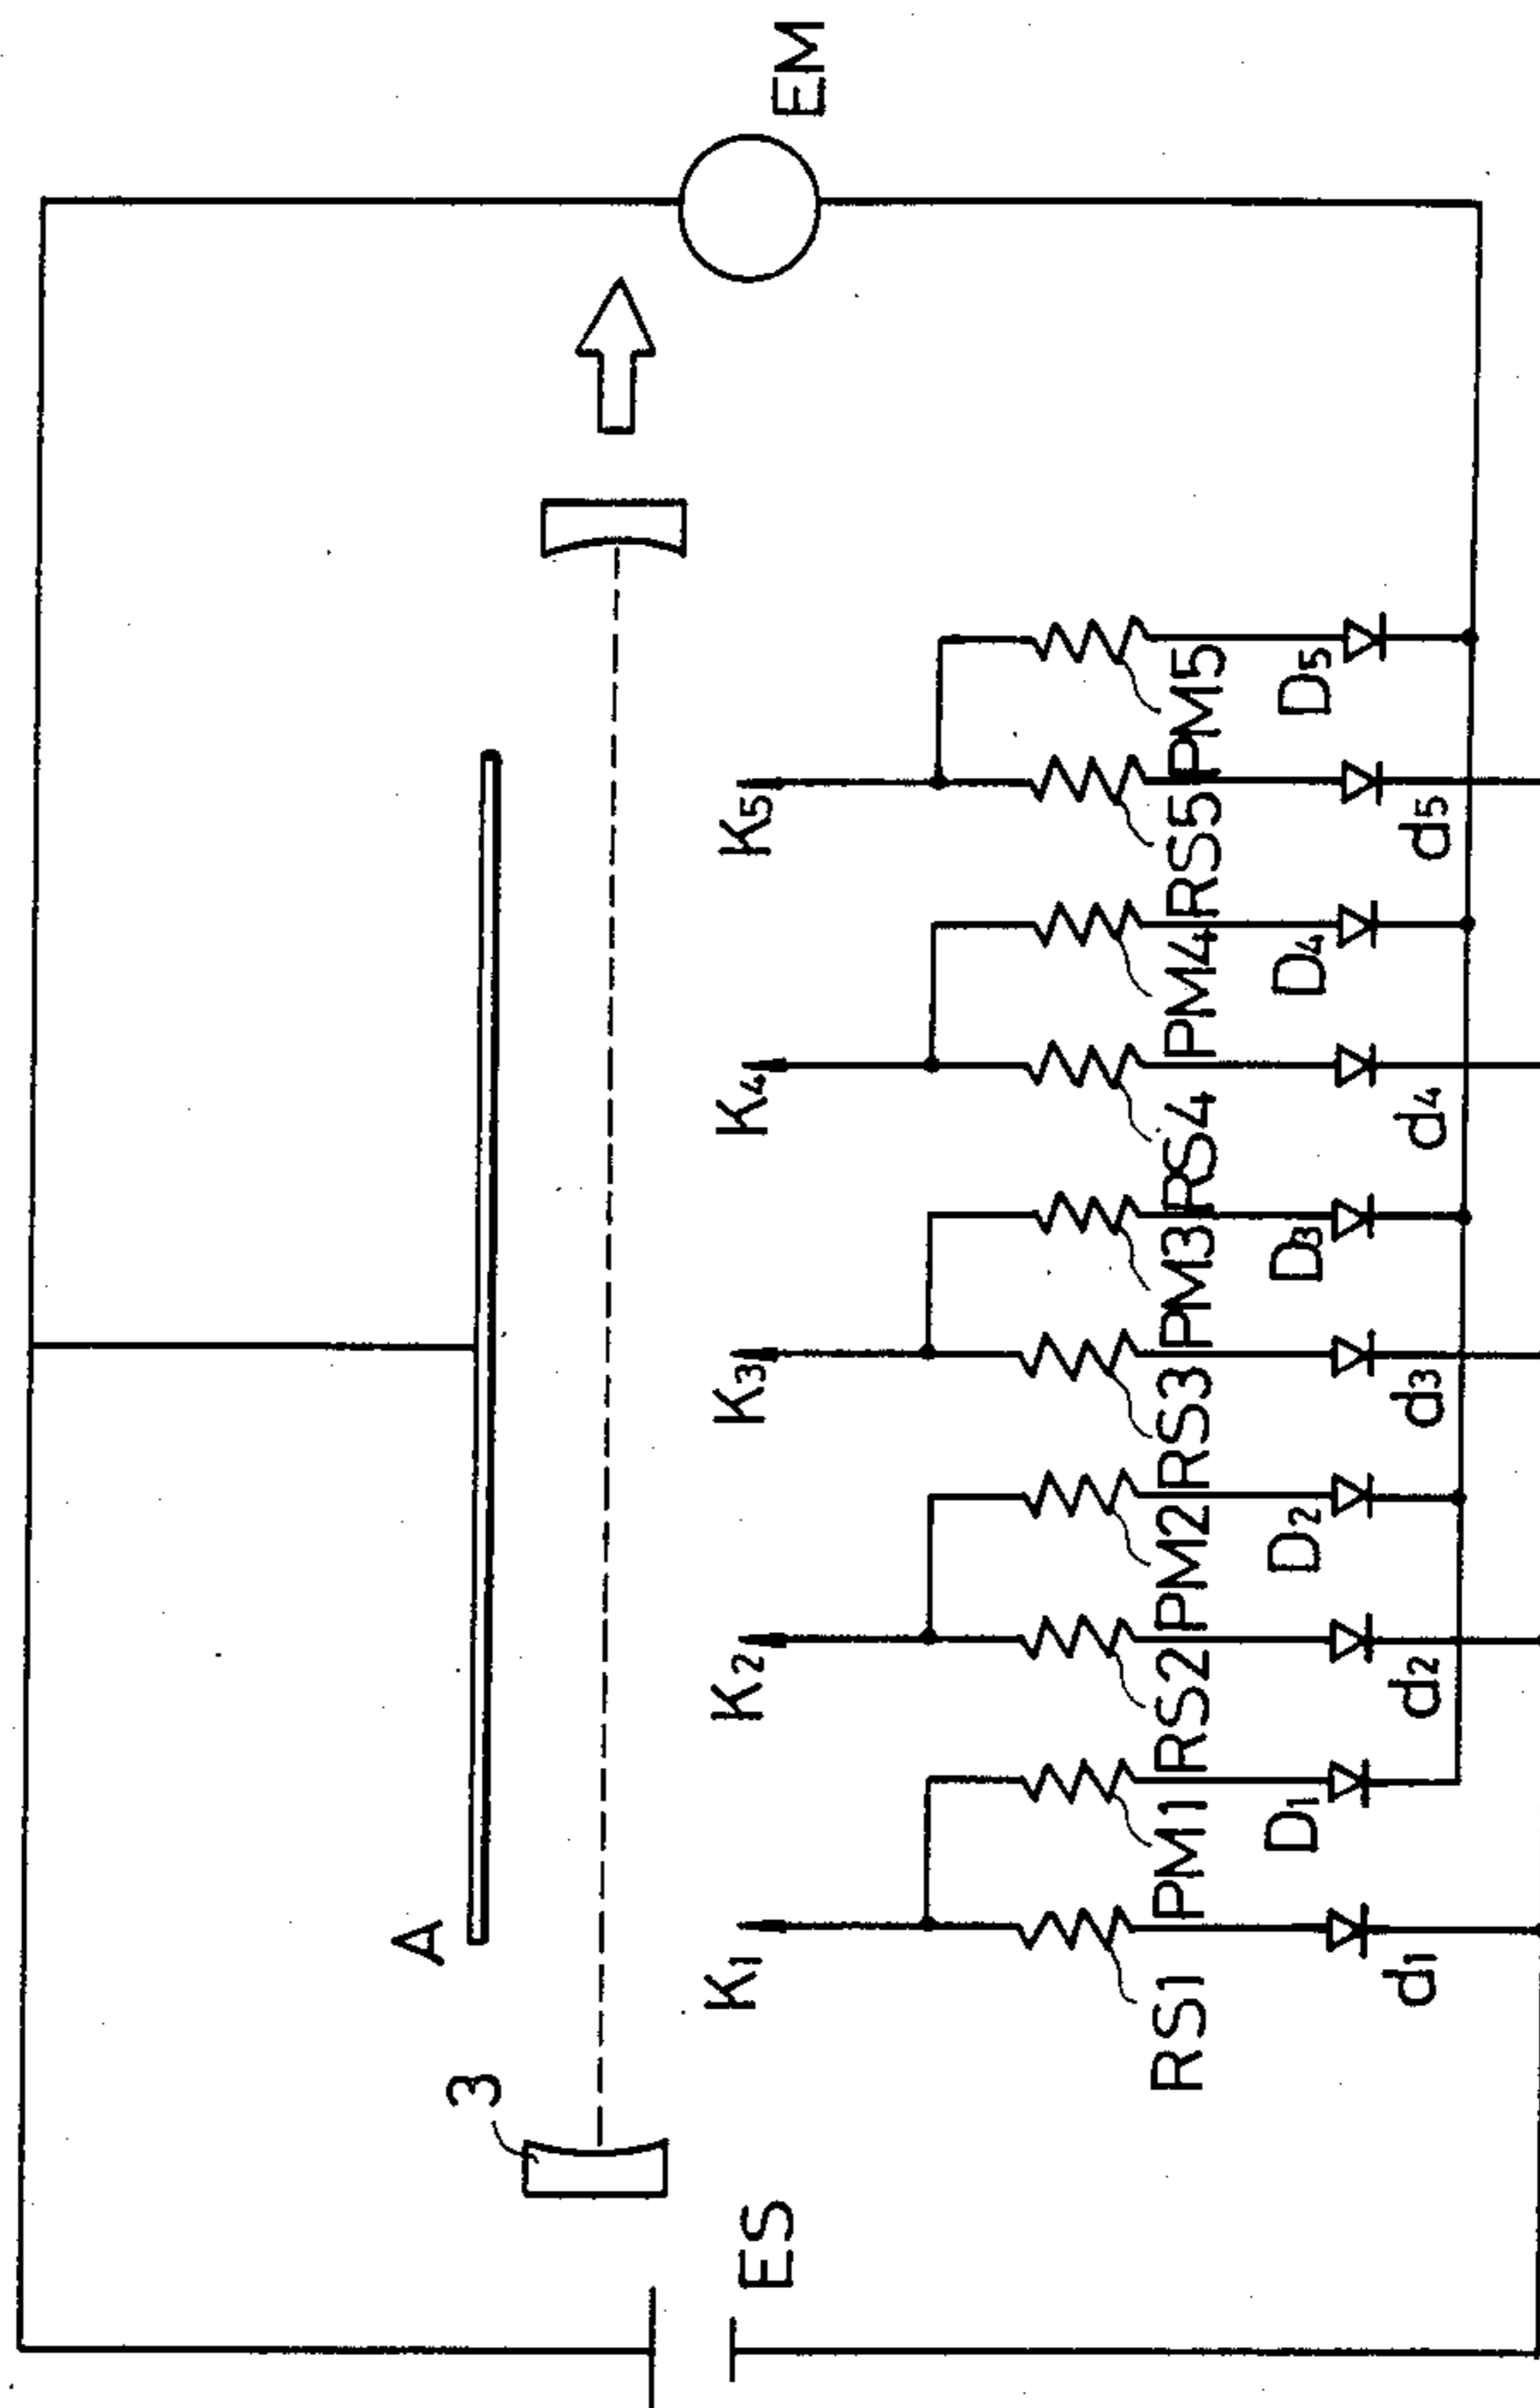 A
3
ES
EM
K1
K2
K3
K4
K5
RS1
PM1
RS2
PM2
RS3
PM3
RS4
PM4
RS5
PM5
D1
D2
D3
D4
D5
d1
d2
d3
d4
d5